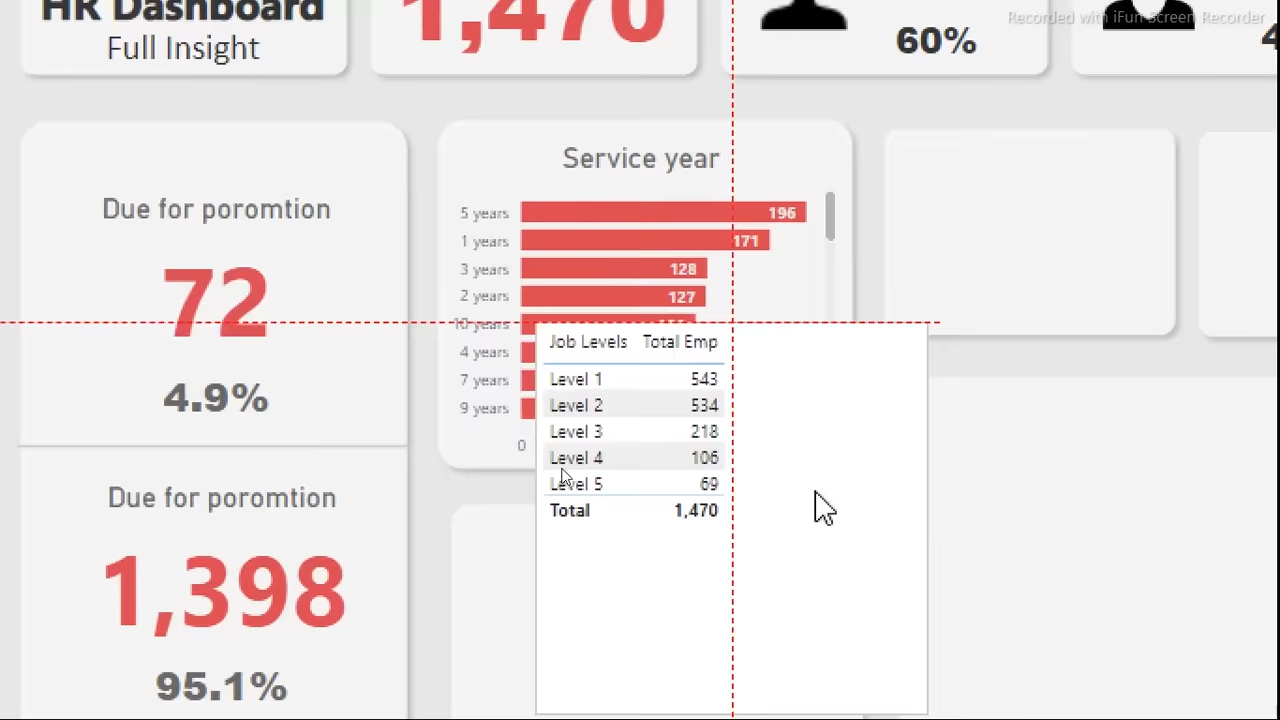 HR Dashboard
Full Insight
1,470
60%
Recorded with iFun Screen Recorder
Due for poromtion
72
4.9%
Due for poromtion
1,398
95.1%
Service year
5 years 196
1 years 171
3 years 128
2 years 127
10 years
4 years
7 years
9 years
0
Job Levels Total Emp
Level 1 543
Level 2 534
Level 3 218
Level 4 106
Level 5 69
Total 1,470